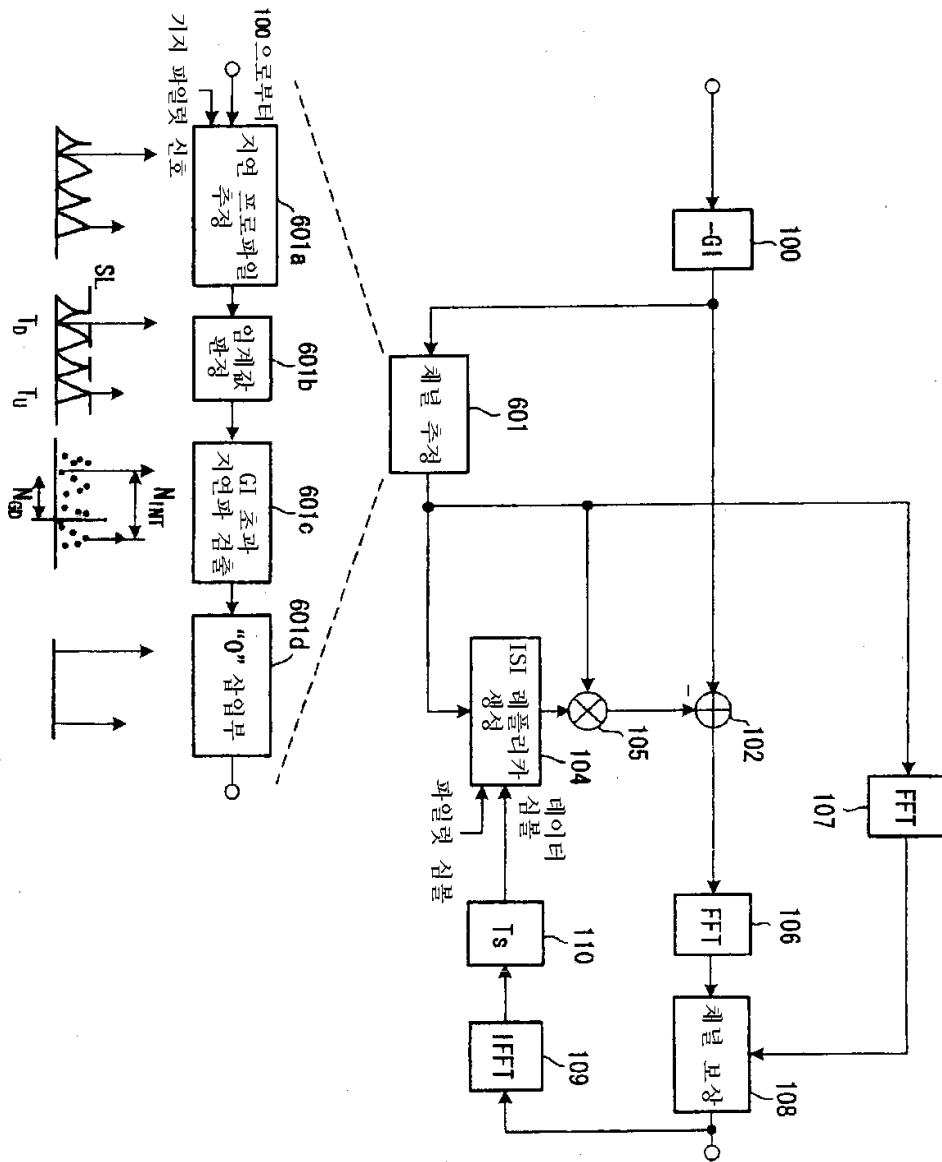 FFT
107
100
-GI
102
-
FFT
106
채널 보상
108
105
601
채널 추정
ISI 레플리카
생성
104
데이터
심볼
파일럿 심볼
Ts
110
IFFT
109
100으로부터
기지 파일럿 신호
601a
지연 프로파일
추정
601b
임계값
판정
601c
GI 초과
지연파 검출
601d
"0" 삽입부
SL
TD
TU
NINT
NGD